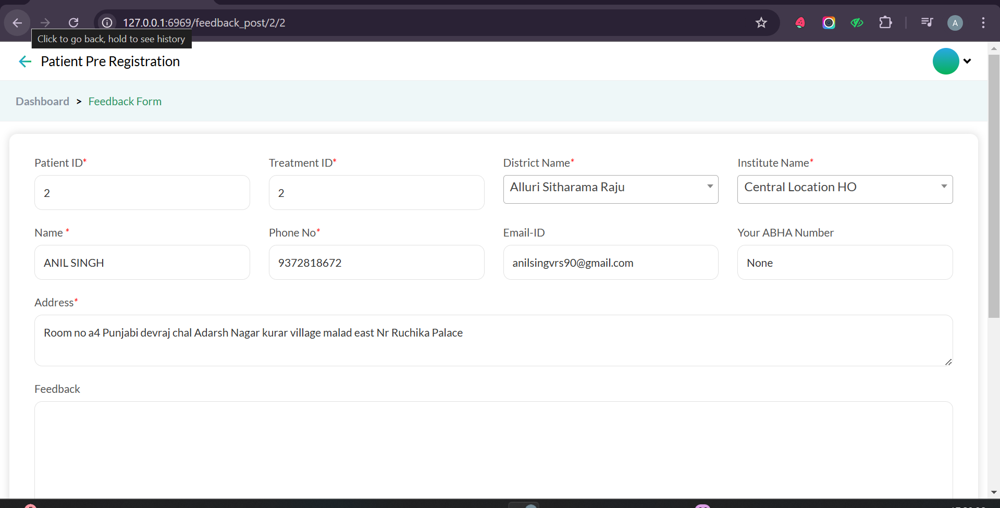 127.0.0.1:6969/feedback_post/2/2
A
Click to go back, hold to see history
Patient Pre Registration
Dashboard > Feedback Form
Patient ID* Treatment ID* District Name* Institute Name*
2 2 Alluri Sitharama Raju Central Location HO
Name * Phone No* Email-ID Your ABHA Number
ANIL SINGH 9372818672 anilsingvrs90@gmail.com None
Address*
Room no a4 Punjabi devraj chal Adarsh Nagar kurar village malad east Nr Ruchika Palace
Feedback